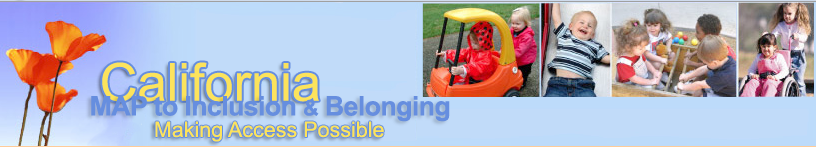 California
MAP to Inclusion & Belonging
Making Access Possible